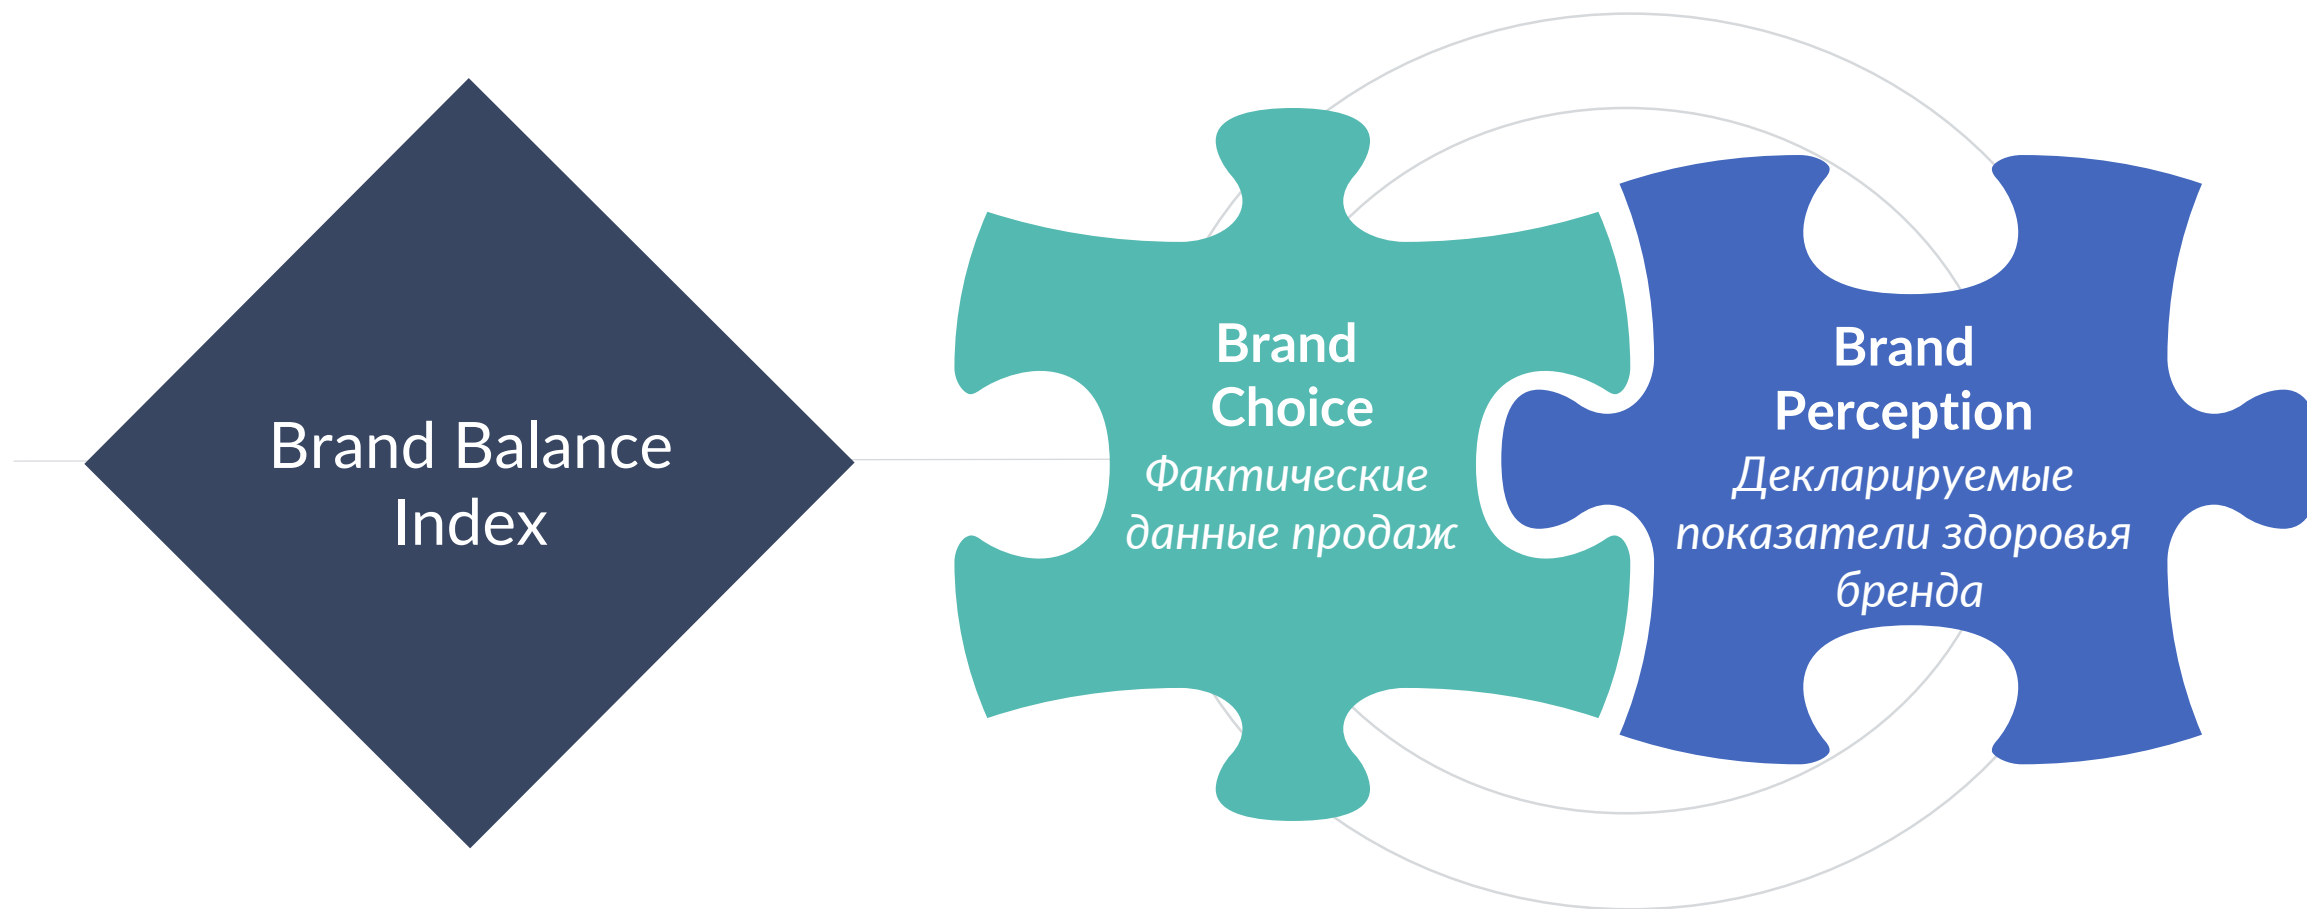 Brand Balance
Index
Brand
Choice
Фактические
данные продаж
Brand
Perception
Декларируемые
показатели здоровья
бренда